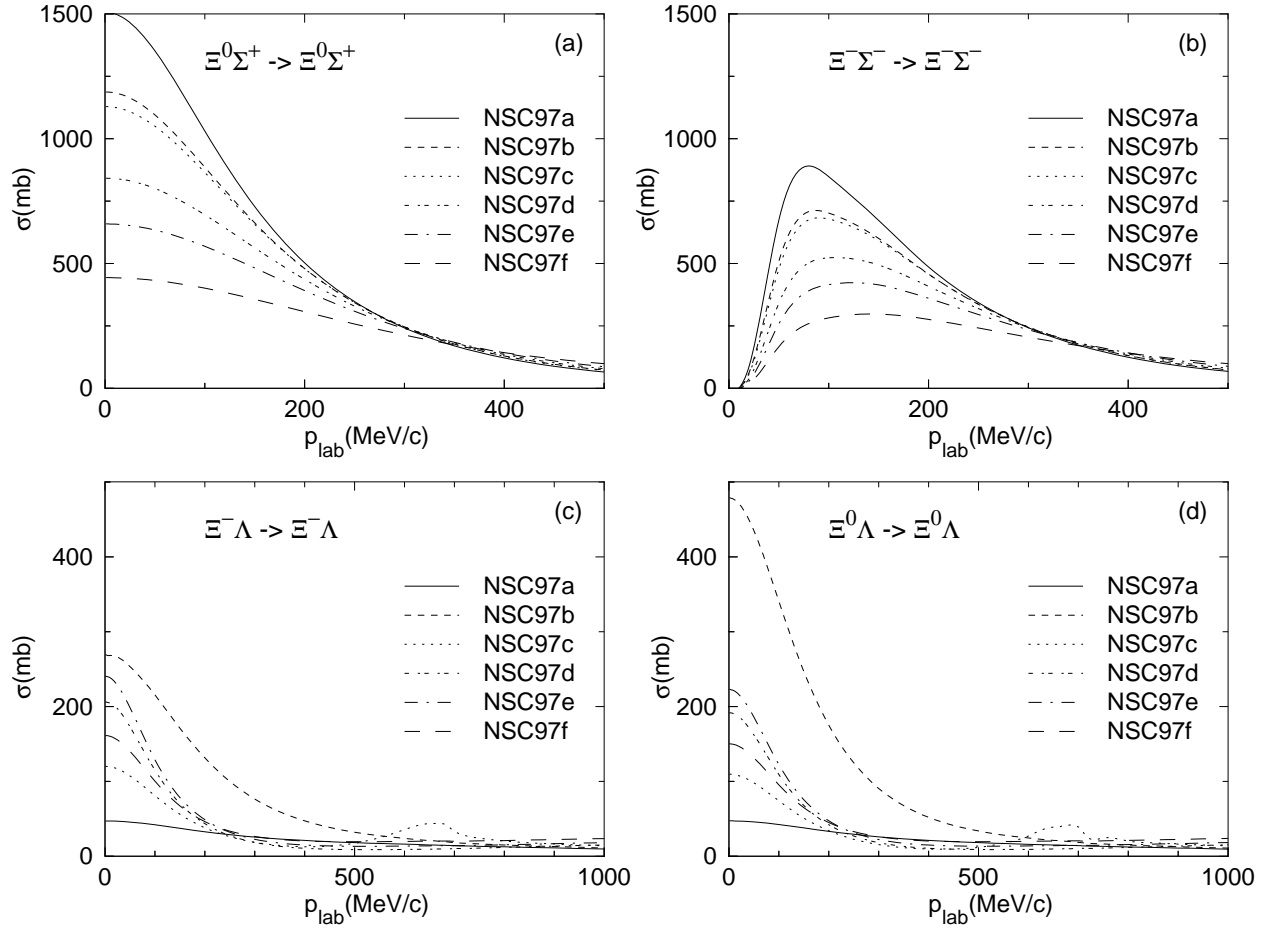 1500
1000
500
0
σ(mb)
(a)
Ξ⁰Σ⁺ -> Ξ⁰Σ⁺
NSC97a
NSC97b
NSC97c
NSC97d
NSC97e
NSC97f
0 200 400
p_lab(MeV/c)
1500
1000
500
0
σ(mb)
(b)
Ξ⁻Σ⁻ -> Ξ⁻Σ⁻
NSC97a
NSC97b
NSC97c
NSC97d
NSC97e
NSC97f
0 200 400
p_lab(MeV/c)
400
200
0
σ(mb)
(c)
Ξ⁻Λ -> Ξ⁻Λ
NSC97a
NSC97b
NSC97c
NSC97d
NSC97e
NSC97f
0 500 1000
p_lab(MeV/c)
400
200
0
σ(mb)
(d)
Ξ⁰Λ -> Ξ⁰Λ
NSC97a
NSC97b
NSC97c
NSC97d
NSC97e
NSC97f
0 500 1000
p_lab(MeV/c)